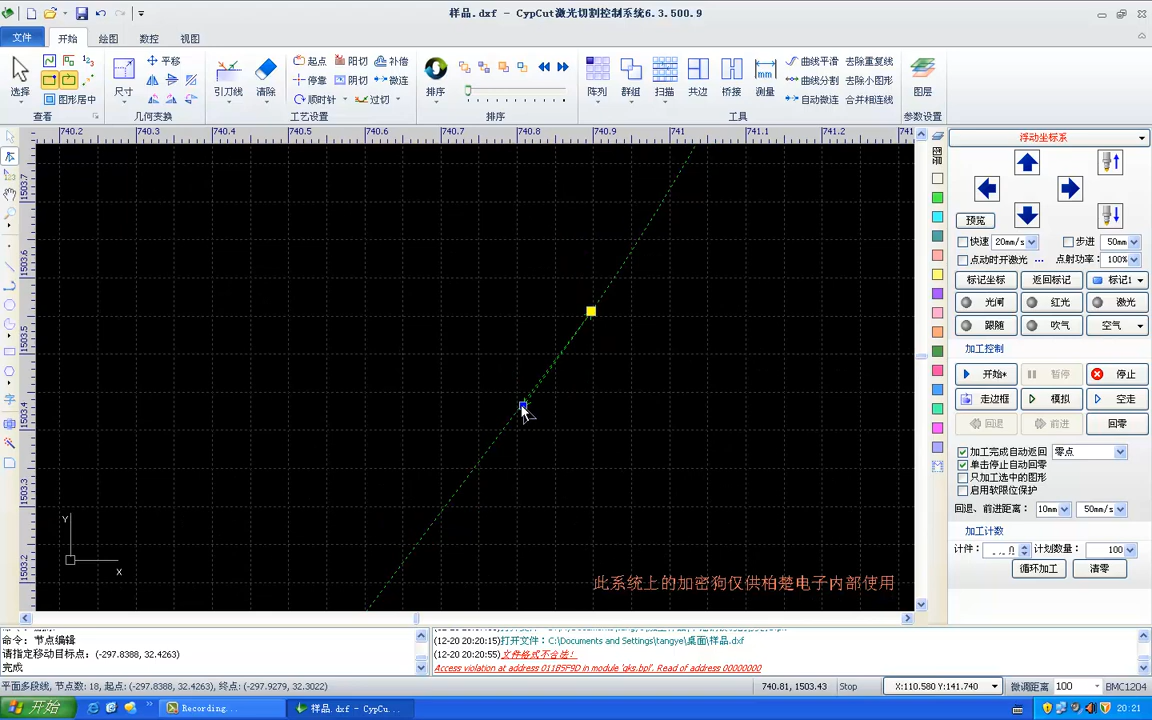 样品.dxf - CypCut激光切割控制系统6.3.500.9
文件 开始 绘图 数控 视图
选择 图形居中 查看
尺寸 平移 几何变换
引刀线 清除 起点 阳切 补偿
停靠 阴切 微连
顺时针 过切
工艺设置
排序
排序
阵列 群组 扫描 共边 桥接 测量
曲线平滑 去除重复线
曲线分割 去除小图形
自动微连 合并相连线
工具
图层
参数设置
740.2 740.3 740.4 740.5 740.6 740.7 740.8 740.9 741 741.1 741.2 741
1503.7
1503.6
1503.5
1503.4
1503.3
1503.2
Y
X
此系统上的加密狗仅供柏楚电子内部使用
图层
浮动坐标系
预览
快速 20mm/s 步进 50mm
点动时开激光 ... 点射功率: 100%
标记坐标 返回标记 标记1
光闸 红光 激光
跟随 吹气 空气
加工控制
开始* 暂停 停止
走边框 模拟 空走
回退 前进 回零
加工完成自动返回 零点
单击停止自动回零
只加工选中的图形
启用软限位保护
回退、前进距离: 10mm 50mm/s
加工计数
计件: 计划数量: 100
循环加工 清零
命令: 节点编辑
请指定移动目标点: (-297.8388, 32.4263)
完成
(12-20 20:20:15)打开文件: C:\Documents and Settings\tangye\桌面\样品.dxf
(12-20 20:20:55)文件格式不合法!
Access violation at address 011B5F9D in module 'qks.bpl'. Read of address 00000000
平面多段线, 节点数: 18, 起点: (-297.8388, 32.4263), 终点: (-297.9279, 32.3022)
740.81, 1503.43 Stop X:110.580 Y:141.740 微调距离 100 BMC1204
开始 Recording... 样品.dxf - CypCu... 20:21